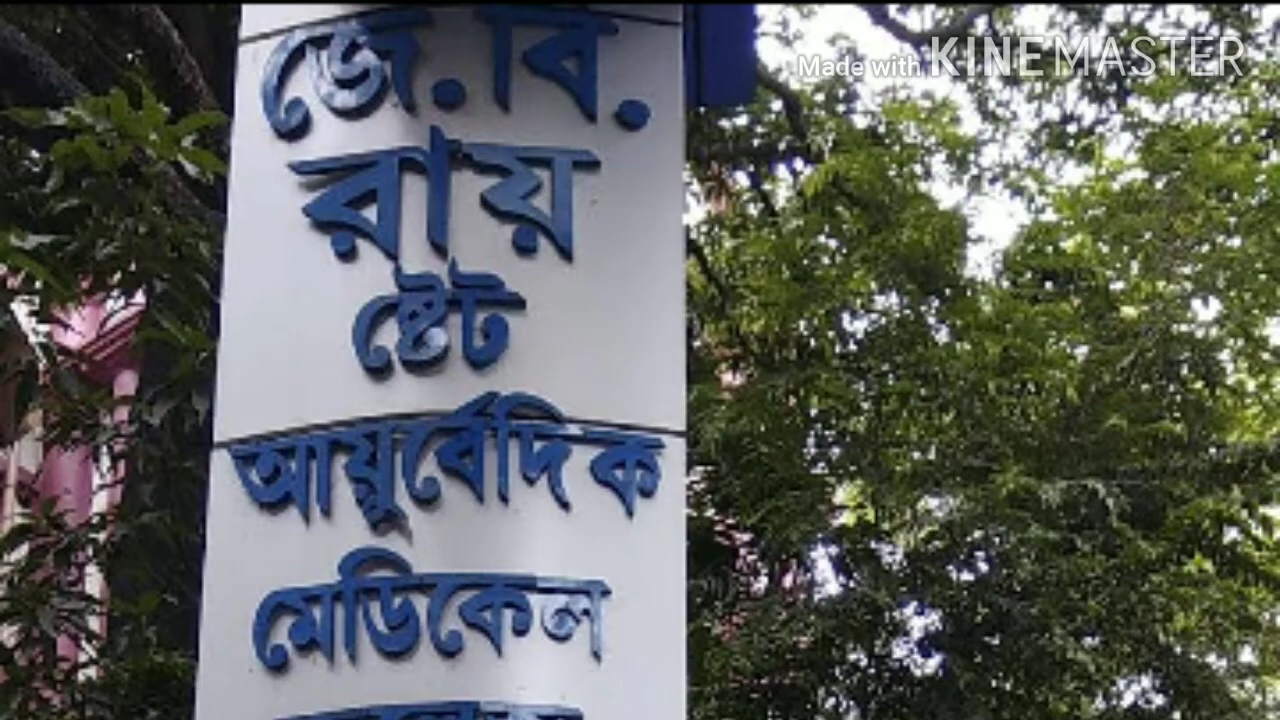 Made with KINEMASTER
জে.বি.
রায়
ষ্টেট
আয়ুর্বেদিক
মেডিকেল